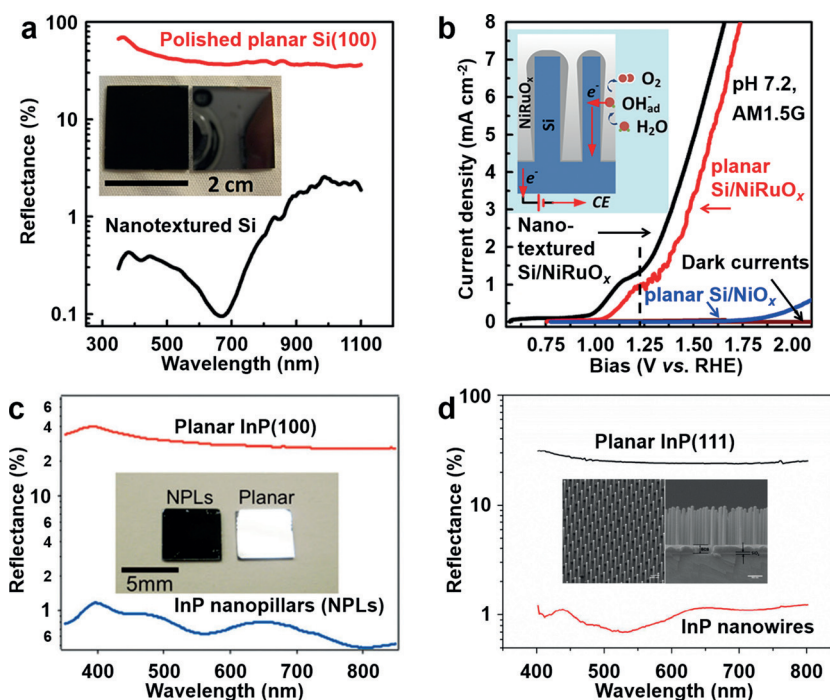 a
Polished planar Si(100)
2 cm
Nanotextured Si
Reflectance (%)
100
10
1
0.1
300
500
700
900
1100
Wavelength (nm)
b
Current density (mA cm-2)
8
7
6
5
4
3
2
1
0
NiRuOx
Si
e-
O2
OH-ad
H2O
e-
CE
pH 7.2,
AM1.5G
planar
Si/NiRuOx
Nano-
textured
Si/NiRuOx
Dark currents
planar Si/NiOx
0.75
1.00
1.25
1.50
1.75
2.00
Bias (V vs. RHE)
c
Reflectance (%)
6
4
2
10
8
6
4
2
1
8
6
Planar InP(100)
NPLs
Planar
5mm
InP nanopillars (NPLs)
400
500
600
700
800
Wavelength (nm)
d
Reflectance (%)
100
10
1
Planar InP(111)
InP nanowires
400
500
600
700
800
Wavelength (nm)